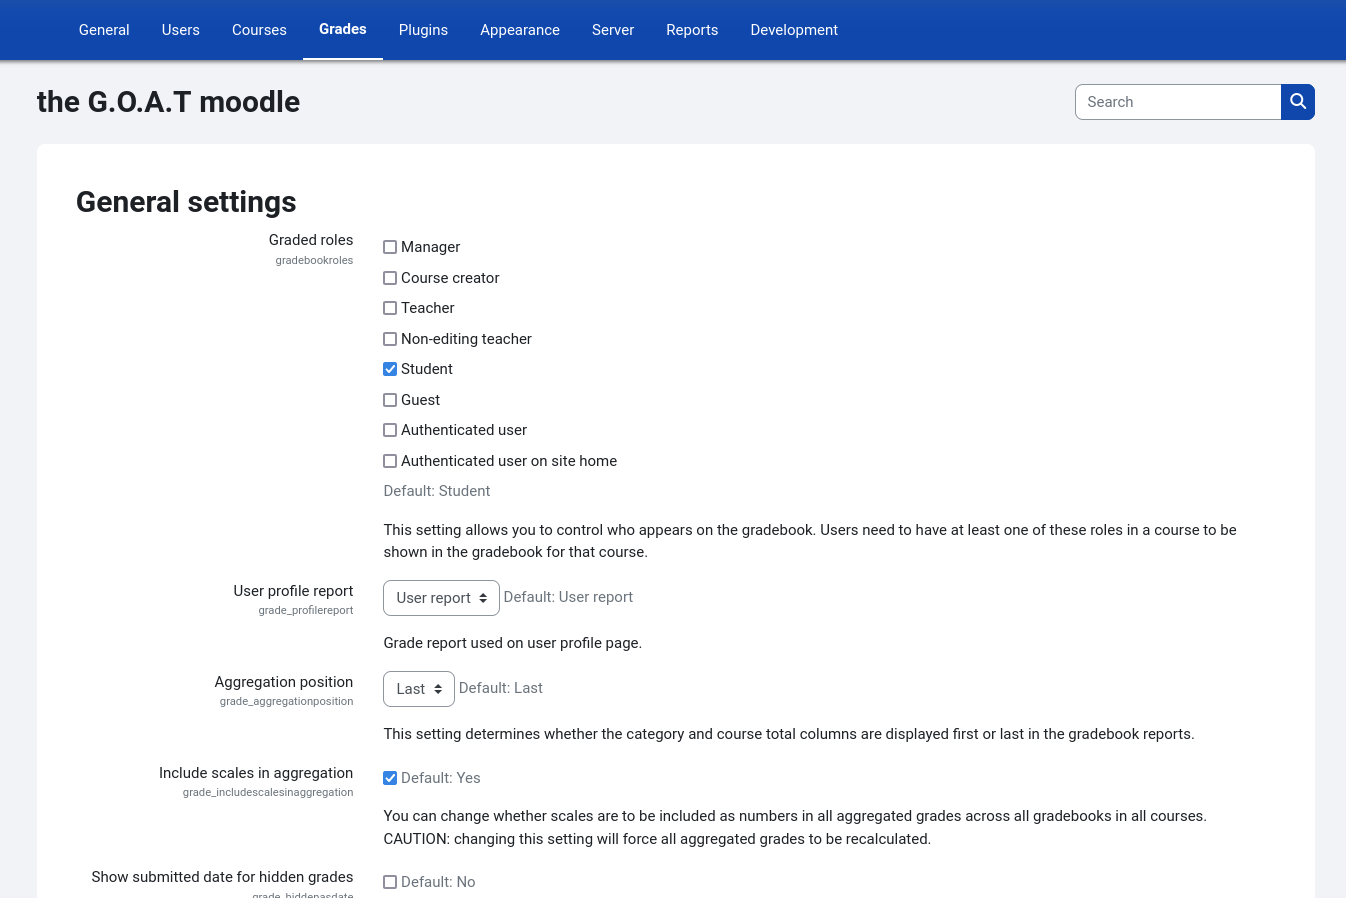 General Users Courses Grades Plugins Appearance Server Reports Development
the G.O.A.T moodle
Search
General settings
Graded roles
gradebookroles
Manager
Course creator
Teacher
Non-editing teacher
Student
Guest
Authenticated user
Authenticated user on site home
Default: Student
This setting allows you to control who appears on the gradebook. Users need to have at least one of these roles in a course to be
shown in the gradebook for that course.
User profile report
grade_profilereport
User report Default: User report
Grade report used on user profile page.
Aggregation position
grade_aggregationposition
Last Default: Last
This setting determines whether the category and course total columns are displayed first or last in the gradebook reports.
Include scales in aggregation
grade_includescalesinaggregation
Default: Yes
You can change whether scales are to be included as numbers in all aggregated grades across all gradebooks in all courses.
CAUTION: changing this setting will force all aggregated grades to be recalculated.
Show submitted date for hidden grades
grade_hiddenasdate
Default: No